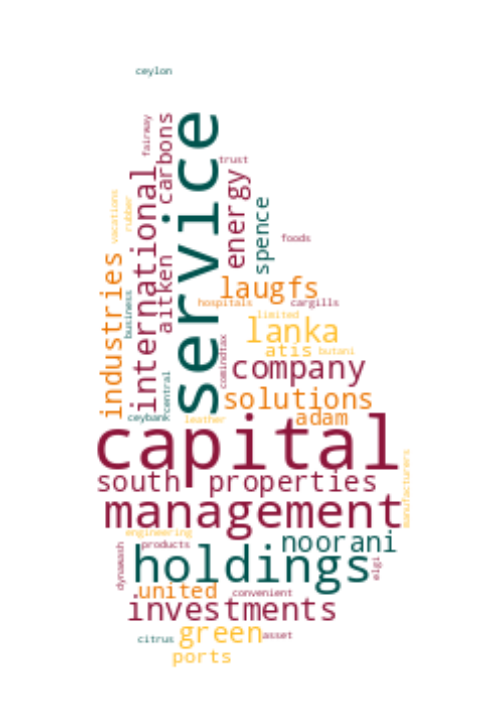 ceylon
fairway
carbons
service
trust
international
energy
vacations
rubber
spence
aitken
foods
industries
business
laugfs
hospitals
cargills
limited
lanka
comindtax
atis
butani
company
central
solutions
ceybank
leather
adam
capital
south
properties
manufacturers
management
engineering
noorani
products
dynawash
holdings
elgi
united
convenient
investments
green
asset
citrus
ports